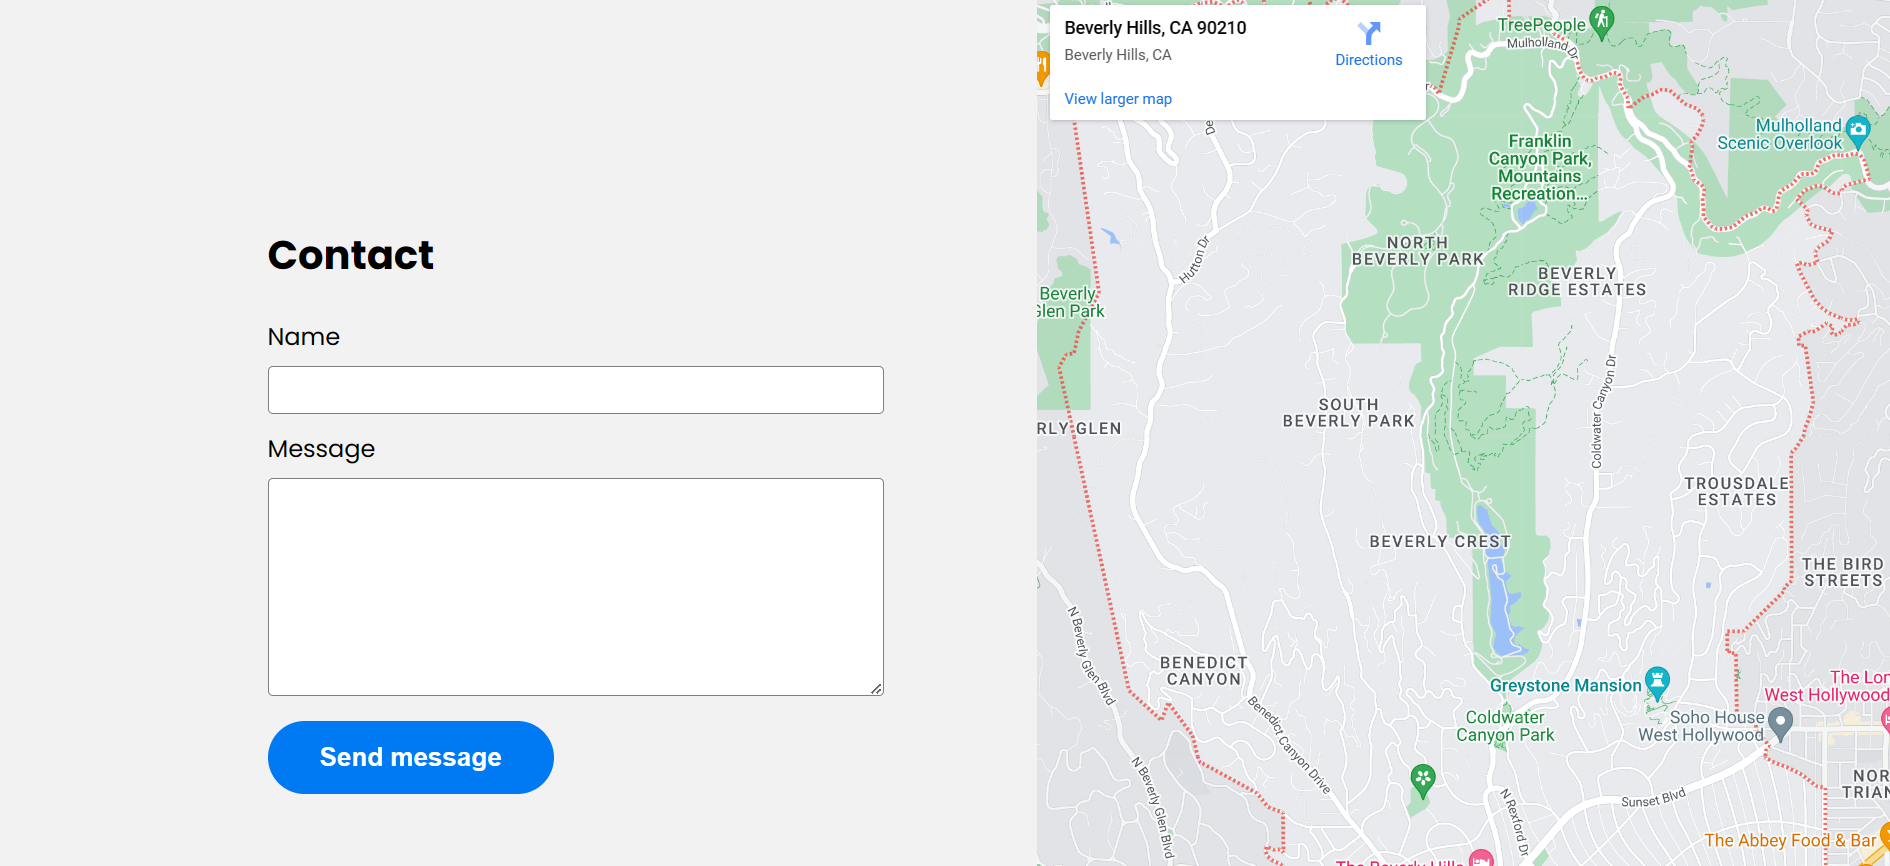 Contact
Name
Message
Send message
Beverly Hills, CA 90210
Beverly Hills, CA
Directions
View larger map
TreePeople
Mulholland Dr
Franklin
Canyon Park,
Mountains
Recreation...
Mulholland
Scenic Overlook
NORTH
BEVERLY PARK
BEVERLY
RIDGE ESTATES
Hutton Dr
Beverly
Glen Park
Coldwater Canyon Dr
SOUTH
BEVERLY PARK
RLY GLEN
TROUSDALE
ESTATES
BEVERLY CREST
THE BIRD
STREETS
N Beverly Glen Blvd
BENEDICT
CANYON
Greystone Mansion
The Lon
West Hollywood
Benedict Canyon Drive
Coldwater
Canyon Park
Soho House
West Hollywood
N Beverly Glen Blvd
N Rexford Dr
Sunset Blvd
NOR
TRIAN
The Abbey Food & Bar
The Beverly Hills